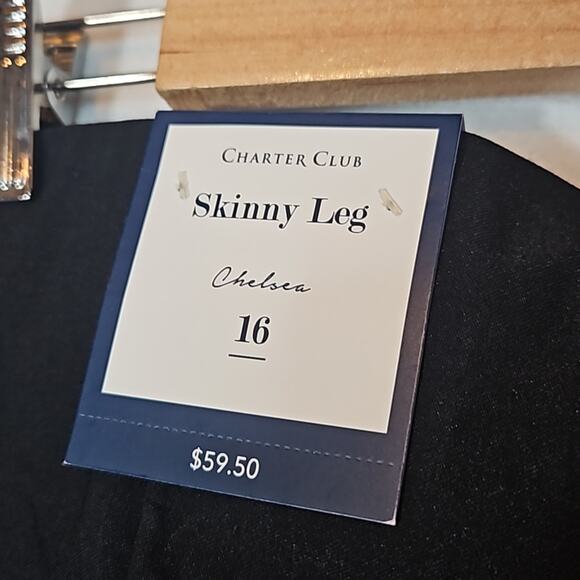 CHARTER CLUB
Skinny Leg
Chelsea
16
$59.50